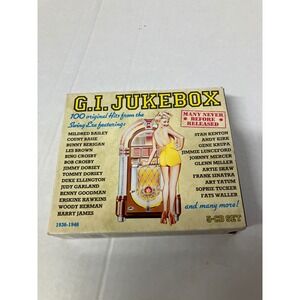 G.I. JUKEBOX
100 original Hits from the
Swing Era featuring:
MANY NEVER
BEFORE
RELEASED
MILDRED BAILEY
COUNT BASIE
BUNNY BERIGAN
LES BROWN
BING CROSBY
BOB CROSBY
JIMMY DORSEY
TOMMY DORSEY
DUKE ELLINGTON
JUDY GARLAND
BENNY GOODMAN
ERSKINE HAWKINS
WOODY HERMAN
HARRY JAMES
STAN KENTON
ANDY KIRK
GENE KRUPA
JIMMIE LUNCEFORD
JOHNNY MERCER
GLENN MILLER
ARTIE SHAW
FRANK SINATRA
ART TATUM
SOPHIE TUCKER
FATS WALLER
and many more!
1936-1946
5-CD SET